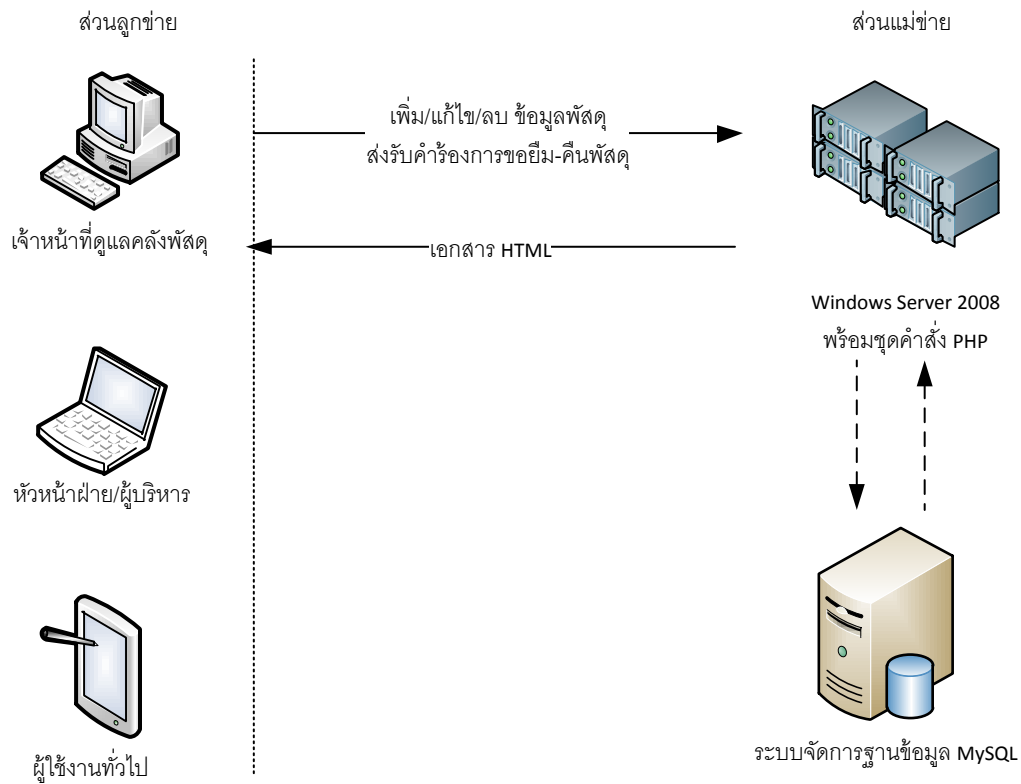 ส่วนลูกข่าย
ส่วนแม่ข่าย
เพิ่ม/แก้ไข/ลบ ข้อมูลพัสดุ
ส่งรับคำร้องการขอยืม-คืนพัสดุ
เจ้าหน้าที่ดูแลคลังพัสดุ
เอกสาร HTML
Windows Server 2008
พร้อมชุดคำสั่ง PHP
หัวหน้าฝ่าย/ผู้บริหาร
ผู้ใช้งานทั่วไป
ระบบจัดการฐานข้อมูล MySQL